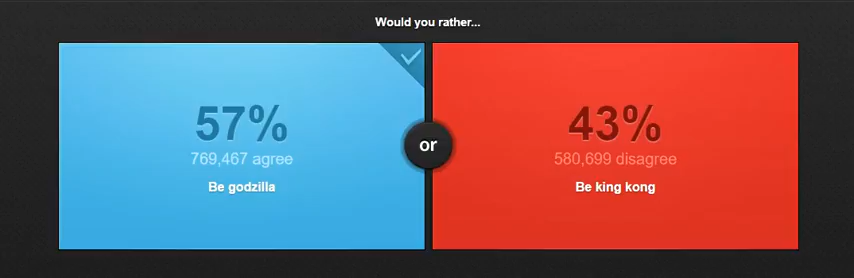 Would you rather...
57%
769,467 agree
Be godzilla
or
43%
580,699 disagree
Be king kong